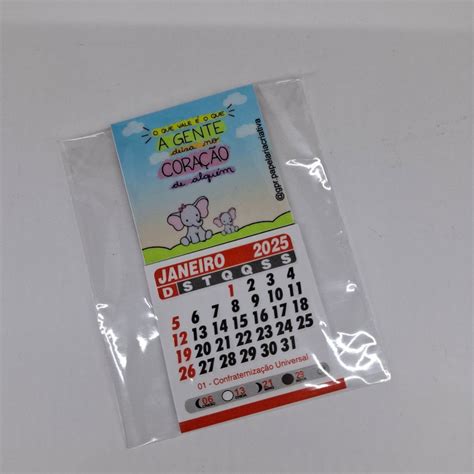 O QUE VALE É O QUE
A GENTE
deixa no
CORAÇÃO
de alguém
@gpl.papelariacriativa
JANEIRO 2025
D S T Q Q S S
1 2 3 4
5 6 7 8 9 10 11
12 13 14 15 16 17 18
19 20 21 22 23 24 25
26 27 28 29 30 31
01 - Confraternização Universal
06 13 21 29